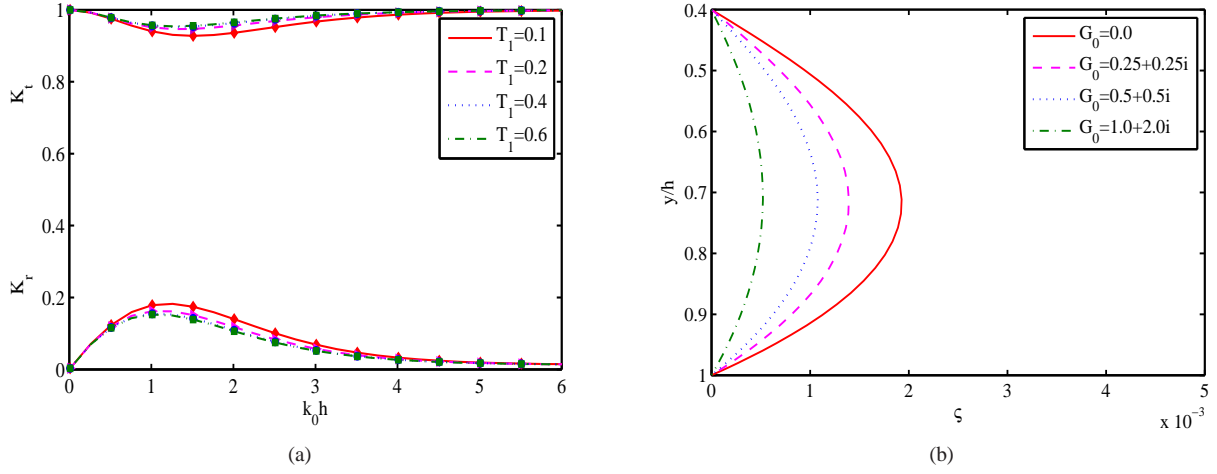 1
0.8
0.6
0.4
0.2
0
K_t
K_r
0 1 2 3 4 5 6
k_0h
T_1=0.1
T_1=0.2
T_1=0.4
T_1=0.6
(a)
0.4
0.5
0.6
0.7
0.8
0.9
1
y/h
0 1 2 3 4 5
x 10^-3
ς
G_0=0.0
G_0=0.25+0.25i
G_0=0.5+0.5i
G_0=1.0+2.0i
(b)